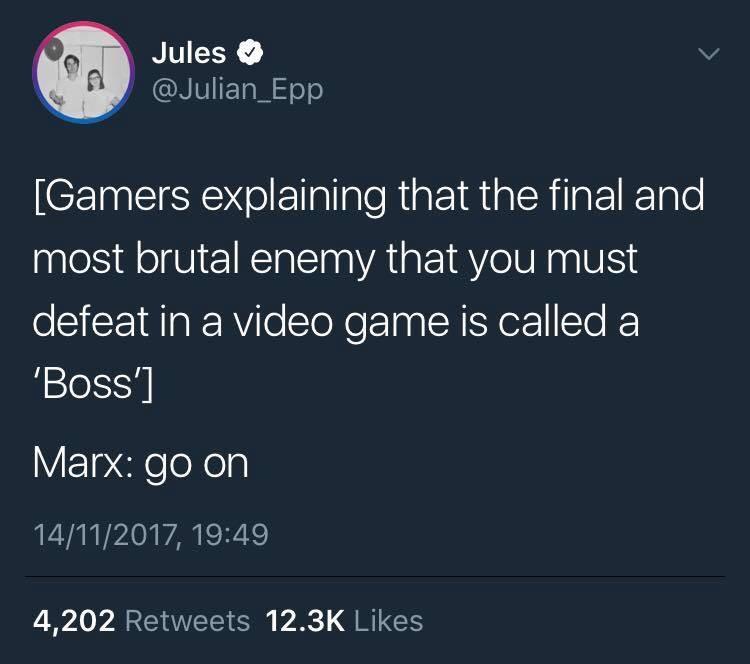 Jules
@Julian_Epp
[Gamers explaining that the final and
most brutal enemy that you must
defeat in a video game is called a
‘Boss’]
Marx: go on
14/11/2017, 19:49
4,202 Retweets 12.3K Likes